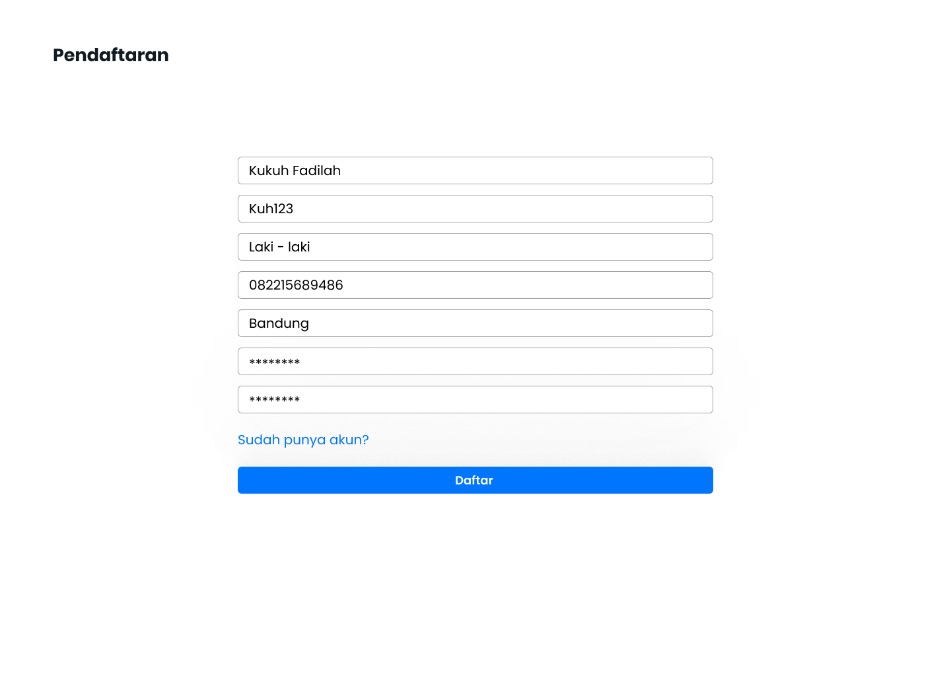 Pendaftaran
Kukuh Fadilah
Kuh123
Laki - laki
082215689486
Bandung
********
********
Sudah punya akun?
Daftar